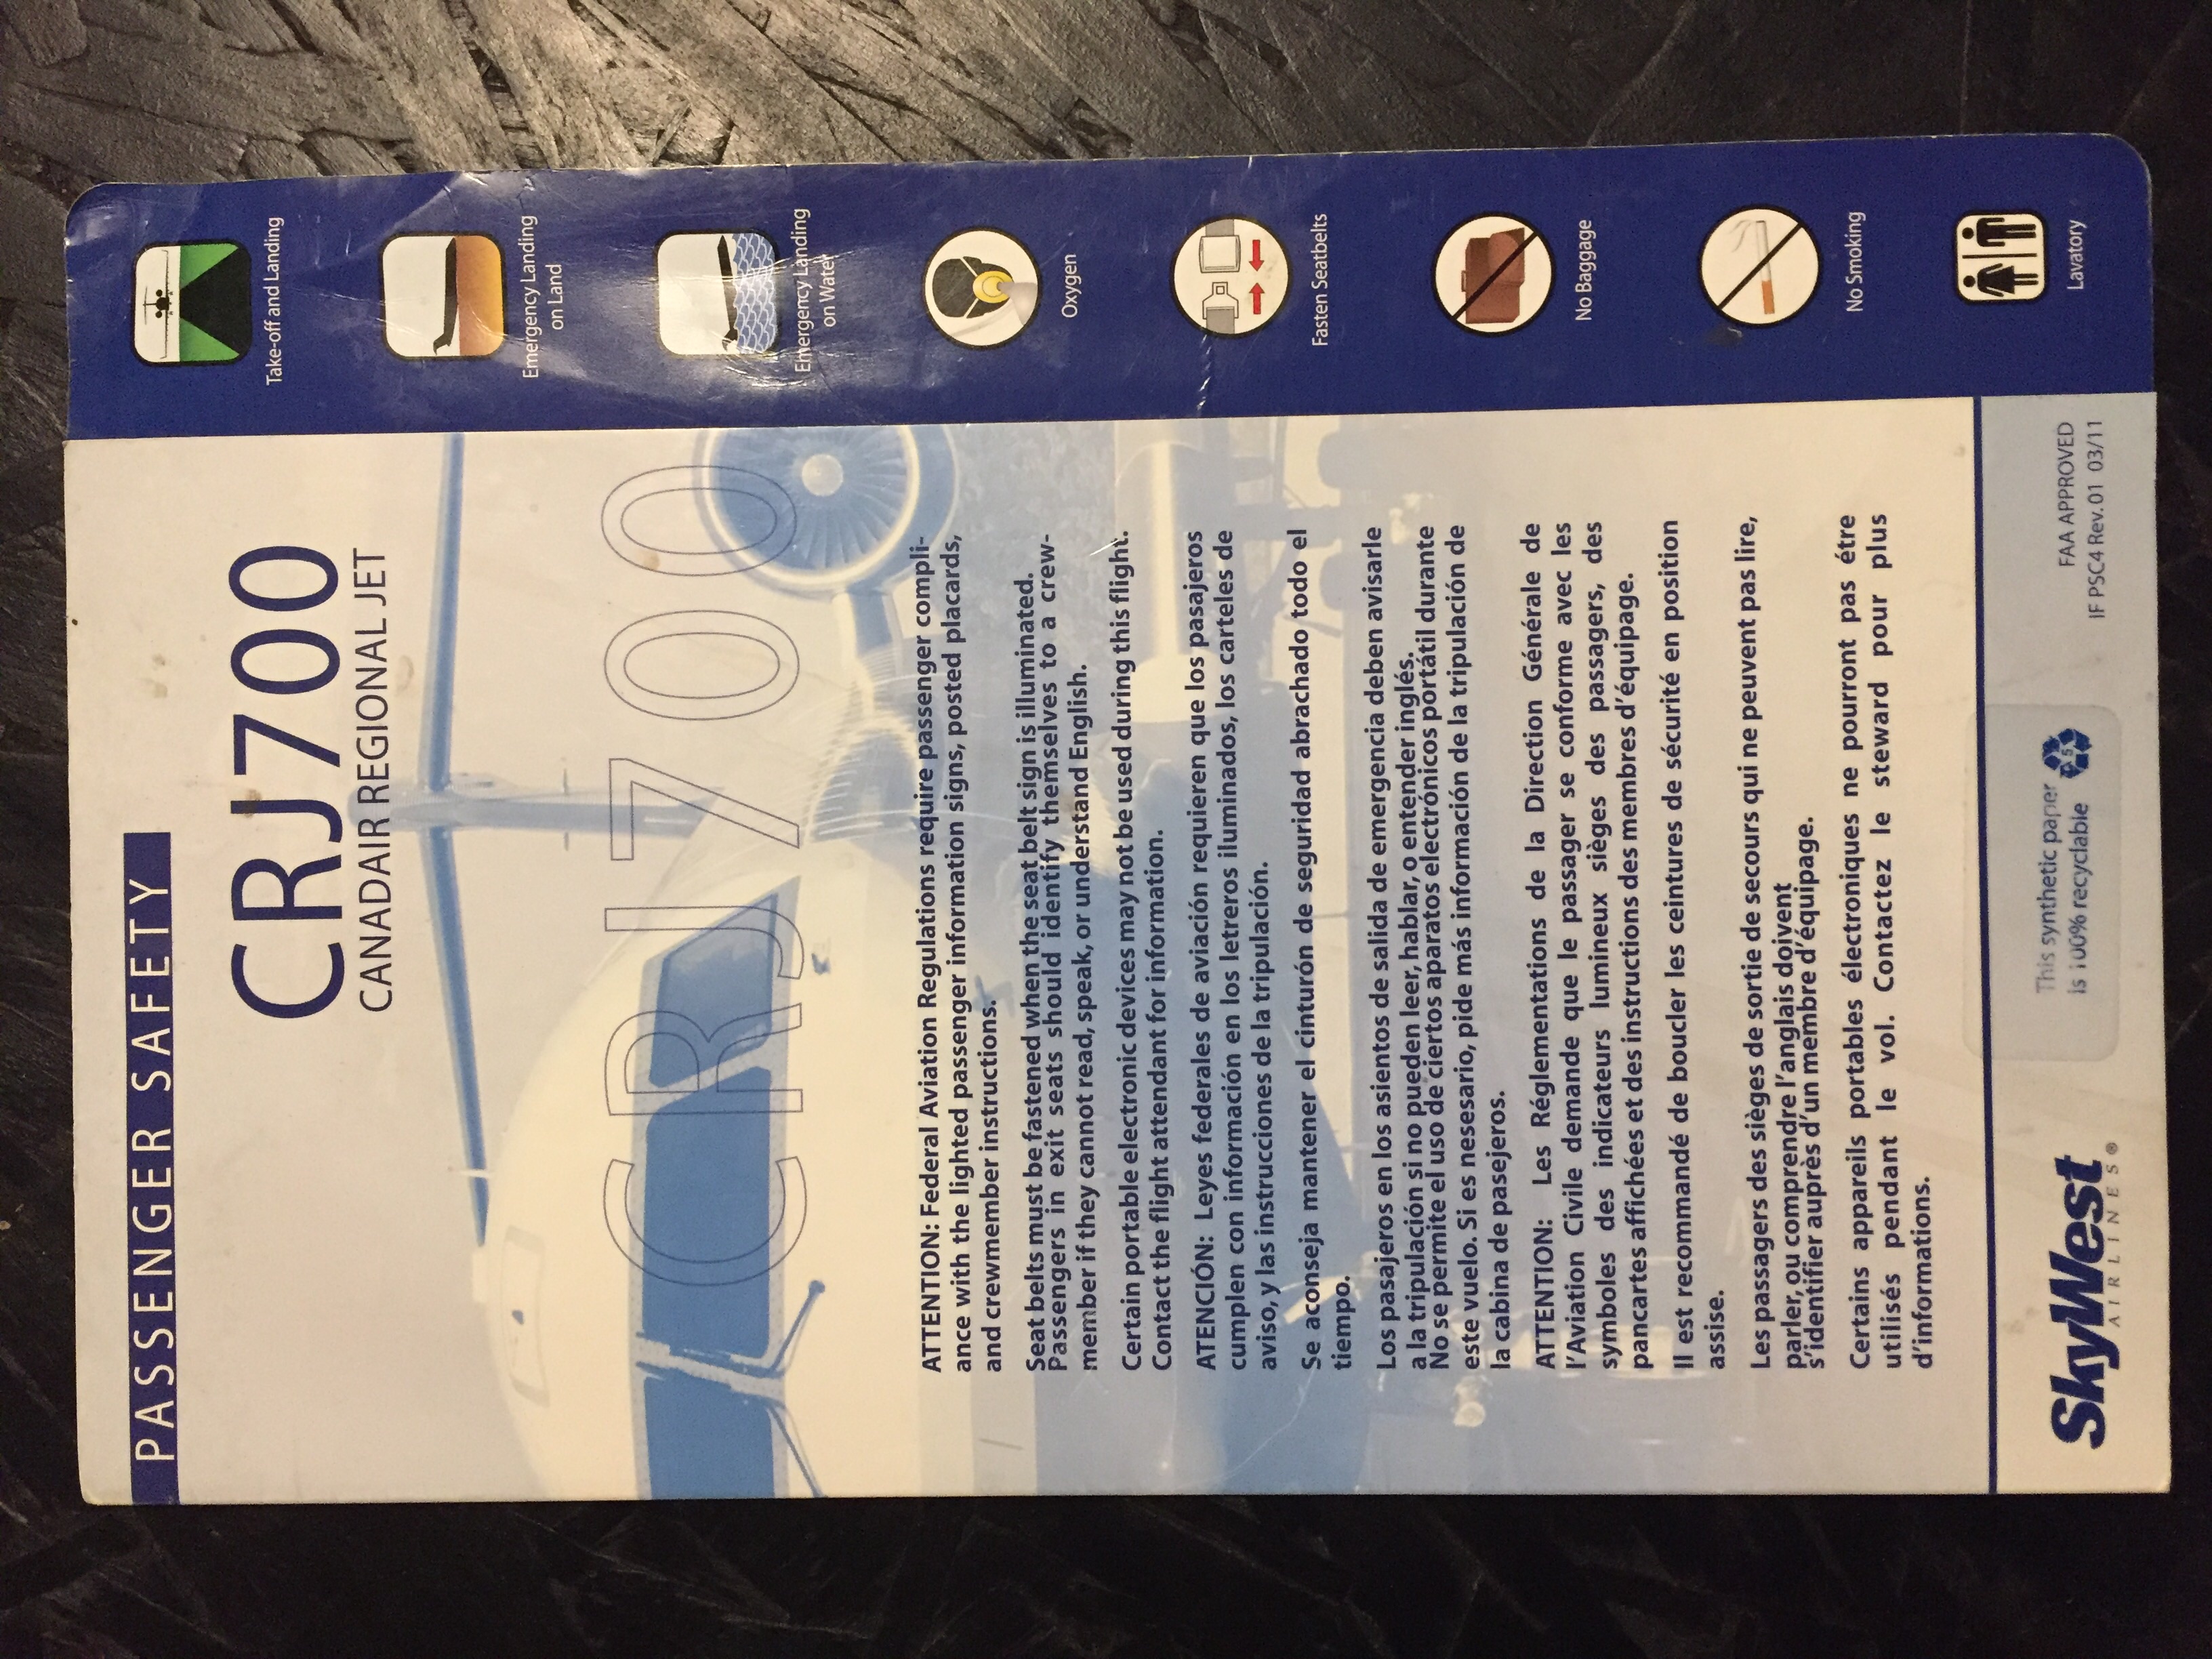 PASSENGER SAFETY
CRJ700
CANADAIR REGIONAL JET
CRJ700
ATTENTION: Federal Aviation Regulations require passenger compli-
ance with the lighted passenger information signs, posted placards,
and crewmember instructions.
Seat belts must be fastened when the seat belt sign is illuminated.
Passengers in exit seats should identify themselves to a crew-
member if they cannot read, speak, or understand English.
Certain portable electronic devices may not be used during this flight.
Contact the flight attendant for information.
ATENCIÓN: Leyes federales de aviación requieren que los pasajeros
cumplen con información en los letreros iluminados, los carteles de
aviso, y las instrucciones de la tripulación.
Se aconseja mantener el cinturón de seguridad abrachado todo el
tiempo.
Los pasajeros en los asientos de salida de emergencia deben avisarle
a la tripulación si no pueden leer, hablar, o entender inglés.
No se permite el uso de ciertos aparatos electrónicos portátil durante
este vuelo. Si es nesesario, pide más información de la tripulación de
la cabina de pasejeros.
ATTENTION: Les Réglementations de la Direction Générale de
l'Aviation Civile demande que le passager se conforme avec les
symboles des indicateurs lumineux sièges des passagers, des
pancartes affichées et des instructions des membres d'équipage.
Il est recommandé de boucler les ceintures de sécurité en position
assise.
Les passagers des sièges de sortie de secours qui ne peuvent pas lire,
parler, ou comprendre l'anglais doivent
s'identifier auprès d'un membre d'équipage.
Certains appareils portables électroniques ne pourront pas étre
utilisés pendant le vol. Contactez le steward pour plus
d'informations.
SkyWest
AIRLINES®
This synthetic paper
is 100% recyclable
5
FAA APPROVED
IF PSC4 Rev. 01 03/11
Take-off and Landing
Emergency Landing
on Land
Emergency Landing
on Water
Oxygen
Fasten Seatbelts
No Baggage
No Smoking
Lavatory